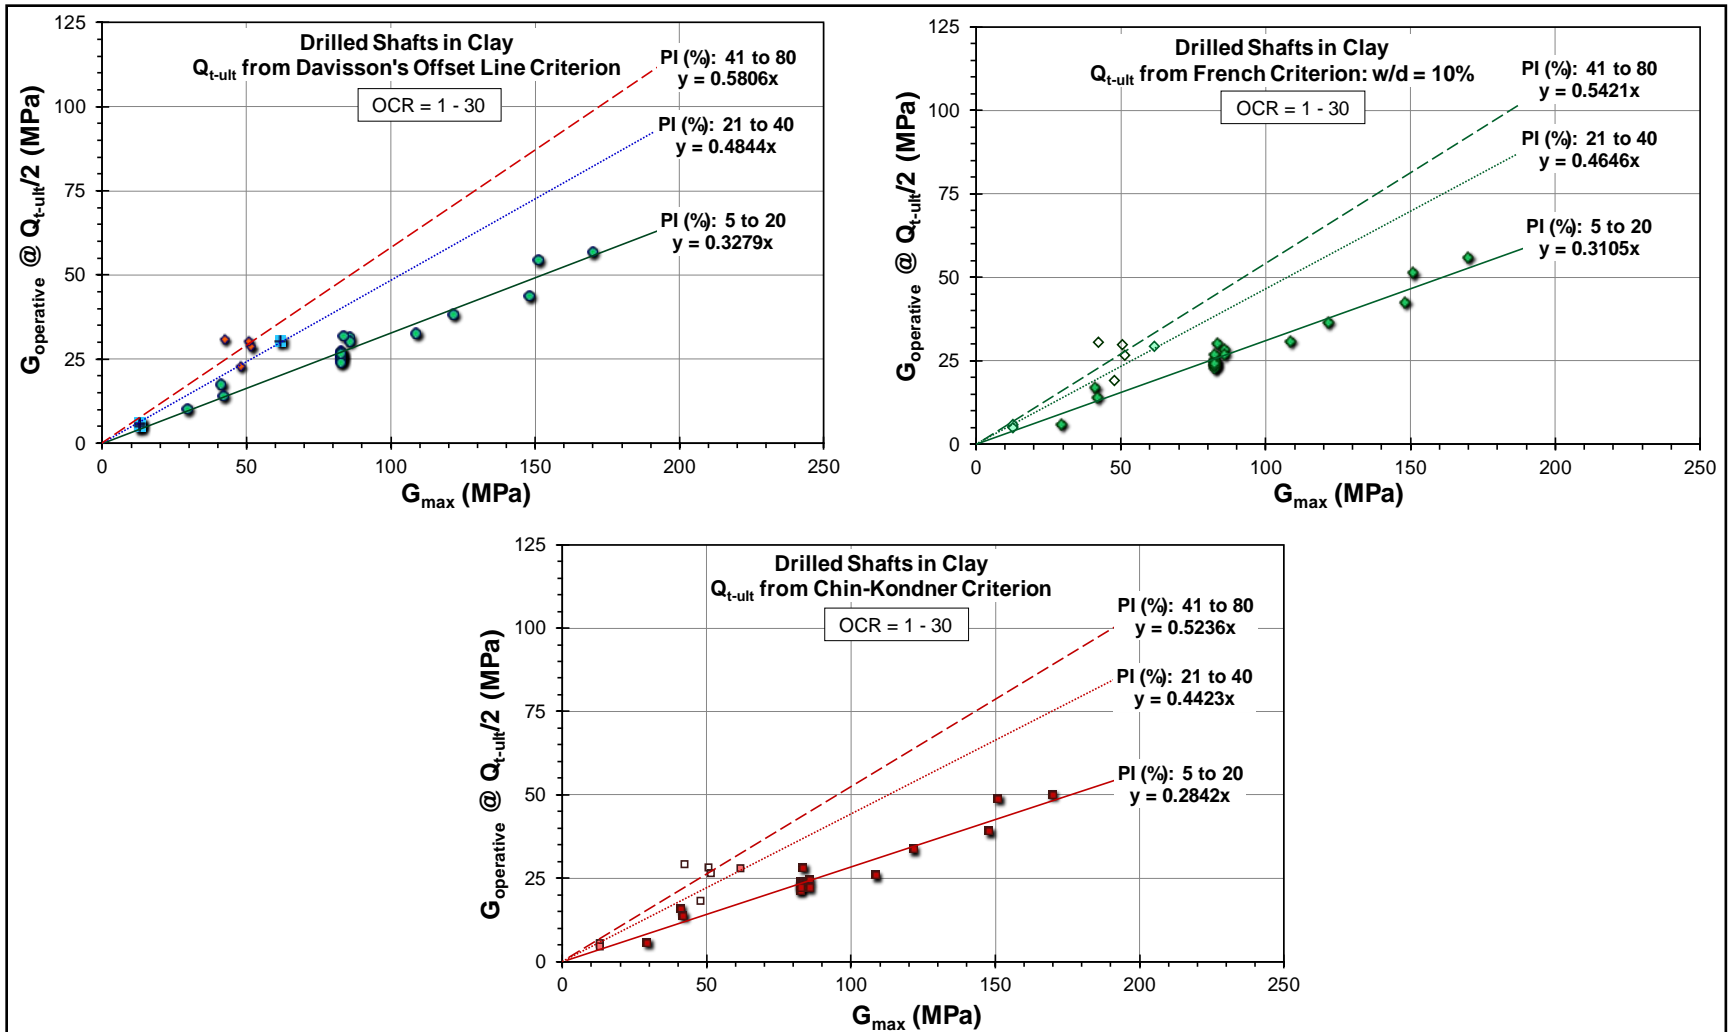 Drilled Shafts in Clay
Qt-ult from Davisson's Offset Line Criterion
OCR = 1 - 30
PI (%): 41 to 80
y = 0.5806x
PI (%): 21 to 40
y = 0.4844x
PI (%): 5 to 20
y = 0.3279x
Goperative @ Qt-ult/2 (MPa)
125
100
75
50
25
0
0 50 100 150 200 250
Gmax (MPa)
Drilled Shafts in Clay
Qt-ult from French Criterion: w/d = 10%
OCR = 1 - 30
PI (%): 41 to 80
y = 0.5421x
PI (%): 21 to 40
y = 0.4646x
PI (%): 5 to 20
y = 0.3105x
Goperative @ Qt-ult/2 (MPa)
125
100
75
50
25
0
0 50 100 150 200 250
Gmax (MPa)
Drilled Shafts in Clay
Qt-ult from Chin-Kondner Criterion
OCR = 1 - 30
PI (%): 41 to 80
y = 0.5236x
PI (%): 21 to 40
y = 0.4423x
PI (%): 5 to 20
y = 0.2842x
Goperative @ Qt-ult/2 (MPa)
125
100
75
50
25
0
0 50 100 150 200 250
Gmax (MPa)